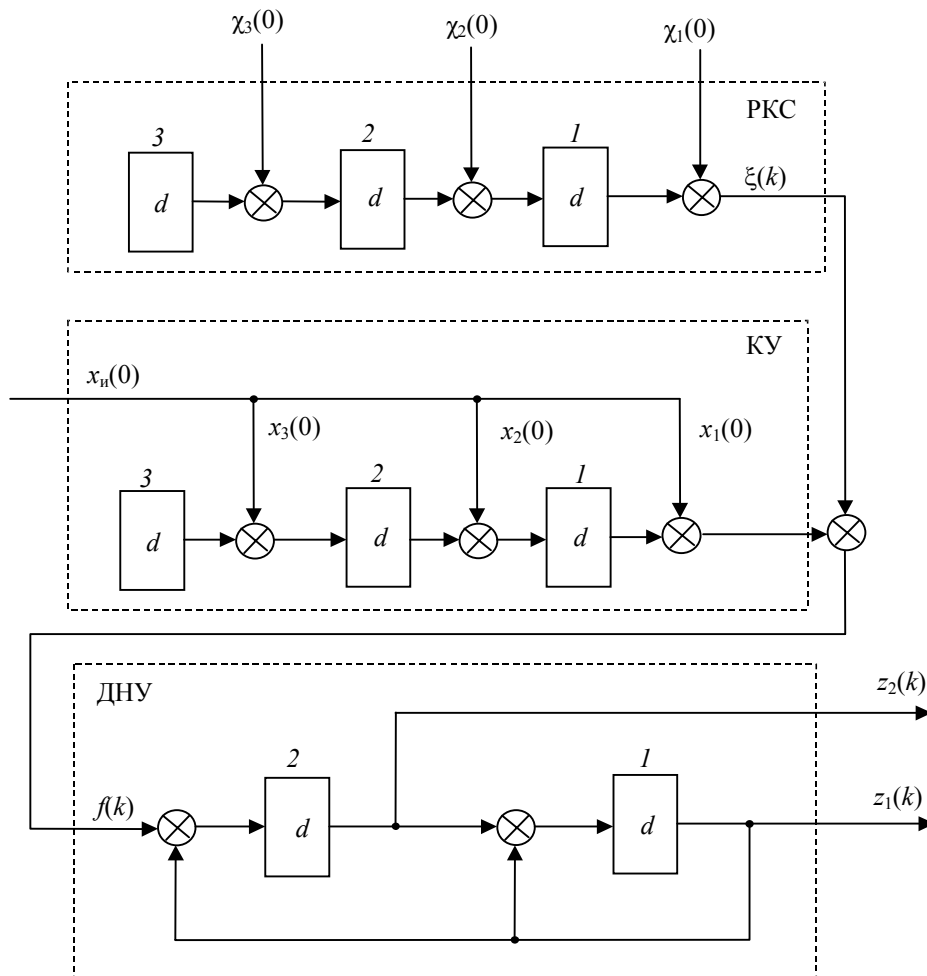 χ₃(0) χ₂(0) χ₁(0)
РКС
3 2 1
d d d ξ(k)
КУ
xи(0)
x₃(0) x₂(0) x₁(0)
3 2 1
d d d
ДНУ
z₂(k)
2 1
f(k) d d z₁(k)